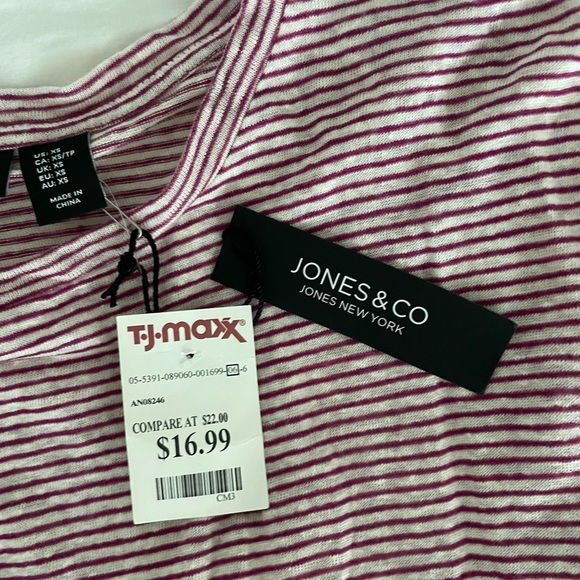 US: XS
CA: XS/TP
UK: XS
EU: XS
AU: XS
MADE IN
CHINA
JONES & CO
JONES NEW YORK
T·J·maxx®
05-5391-089060-001699-06-6
AN08246
COMPARE AT $22.00
$16.99
CM3